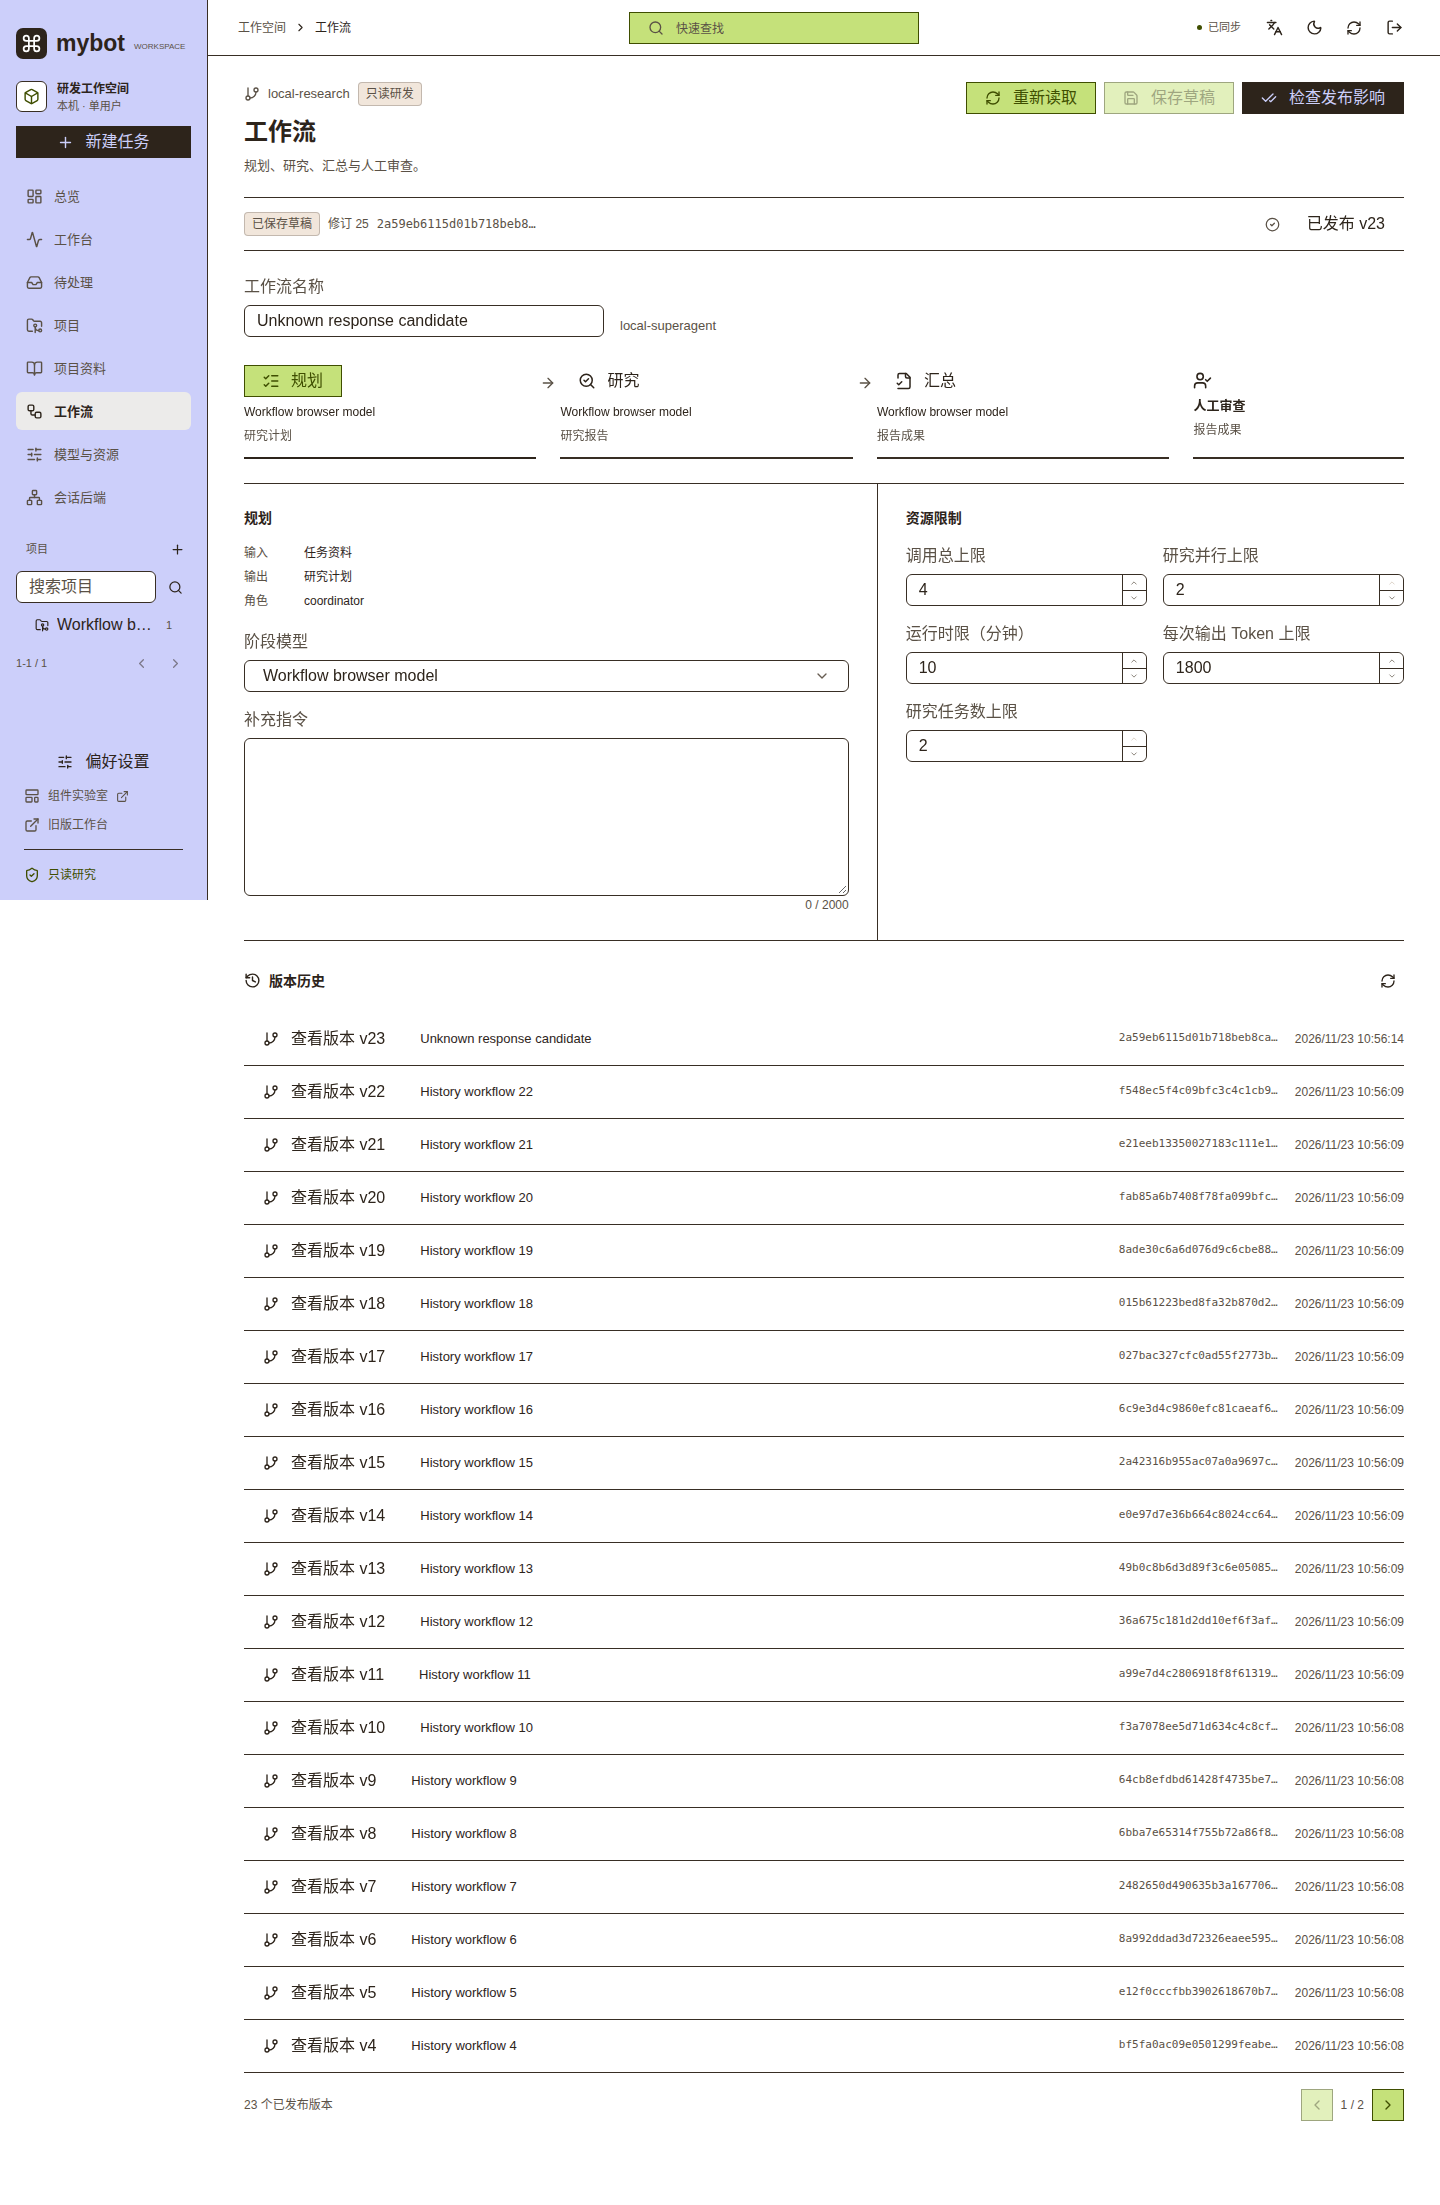 mybot WORKSPACE
研发工作空间
本机 · 单用户
新建任务
总览
工作台
待处理
项目
项目资料
工作流
模型与资源
会话后端
项目
搜索项目
Workflow b… 1
1-1 / 1
偏好设置
组件实验室
旧版工作台
只读研究
工作空间 工作流
快速查找
已同步
local-research 只读研发
重新读取
保存草稿
检查发布影响
工作流
规划、研究、汇总与人工审查。
已保存草稿 修订 25 2a59eb6115d01b718beb8…
已发布 v23
工作流名称
Unknown response candidate
local-superagent
规划
Workflow browser model
研究计划
研究
Workflow browser model
研究报告
汇总
Workflow browser model
报告成果
人工审查
报告成果
规划
输入 任务资料
输出 研究计划
角色 coordinator
阶段模型
Workflow browser model
补充指令
0 / 2000
资源限制
调用总上限
4
研究并行上限
2
运行时限（分钟）
10
每次输出 Token 上限
1800
研究任务数上限
2
版本历史
查看版本 v23 Unknown response candidate 2a59eb6115d01b718beb8ca… 2026/11/23 10:56:14
查看版本 v22 History workflow 22 f548ec5f4c09bfc3c4c1cb9… 2026/11/23 10:56:09
查看版本 v21 History workflow 21 e21eeb13350027183c111e1… 2026/11/23 10:56:09
查看版本 v20 History workflow 20 fab85a6b7408f78fa099bfc… 2026/11/23 10:56:09
查看版本 v19 History workflow 19 8ade30c6a6d076d9c6cbe88… 2026/11/23 10:56:09
查看版本 v18 History workflow 18 015b61223bed8fa32b870d2… 2026/11/23 10:56:09
查看版本 v17 History workflow 17 027bac327cfc0ad55f2773b… 2026/11/23 10:56:09
查看版本 v16 History workflow 16 6c9e3d4c9860efc81caeaf6… 2026/11/23 10:56:09
查看版本 v15 History workflow 15 2a42316b955ac07a0a9697c… 2026/11/23 10:56:09
查看版本 v14 History workflow 14 e0e97d7e36b664c8024cc64… 2026/11/23 10:56:09
查看版本 v13 History workflow 13 49b0c8b6d3d89f3c6e05085… 2026/11/23 10:56:09
查看版本 v12 History workflow 12 36a675c181d2dd10ef6f3af… 2026/11/23 10:56:09
查看版本 v11 History workflow 11 a99e7d4c2806918f8f61319… 2026/11/23 10:56:09
查看版本 v10 History workflow 10 f3a7078ee5d71d634c4c8cf… 2026/11/23 10:56:08
查看版本 v9 History workflow 9 64cb8efdbd61428f4735be7… 2026/11/23 10:56:08
查看版本 v8 History workflow 8 6bba7e65314f755b72a86f8… 2026/11/23 10:56:08
查看版本 v7 History workflow 7 2482650d490635b3a167706… 2026/11/23 10:56:08
查看版本 v6 History workflow 6 8a992ddad3d72326eaee595… 2026/11/23 10:56:08
查看版本 v5 History workflow 5 e12f0cccfbb3902618670b7… 2026/11/23 10:56:08
查看版本 v4 History workflow 4 bf5fa0ac09e0501299feabe… 2026/11/23 10:56:08
23 个已发布版本
1 / 2